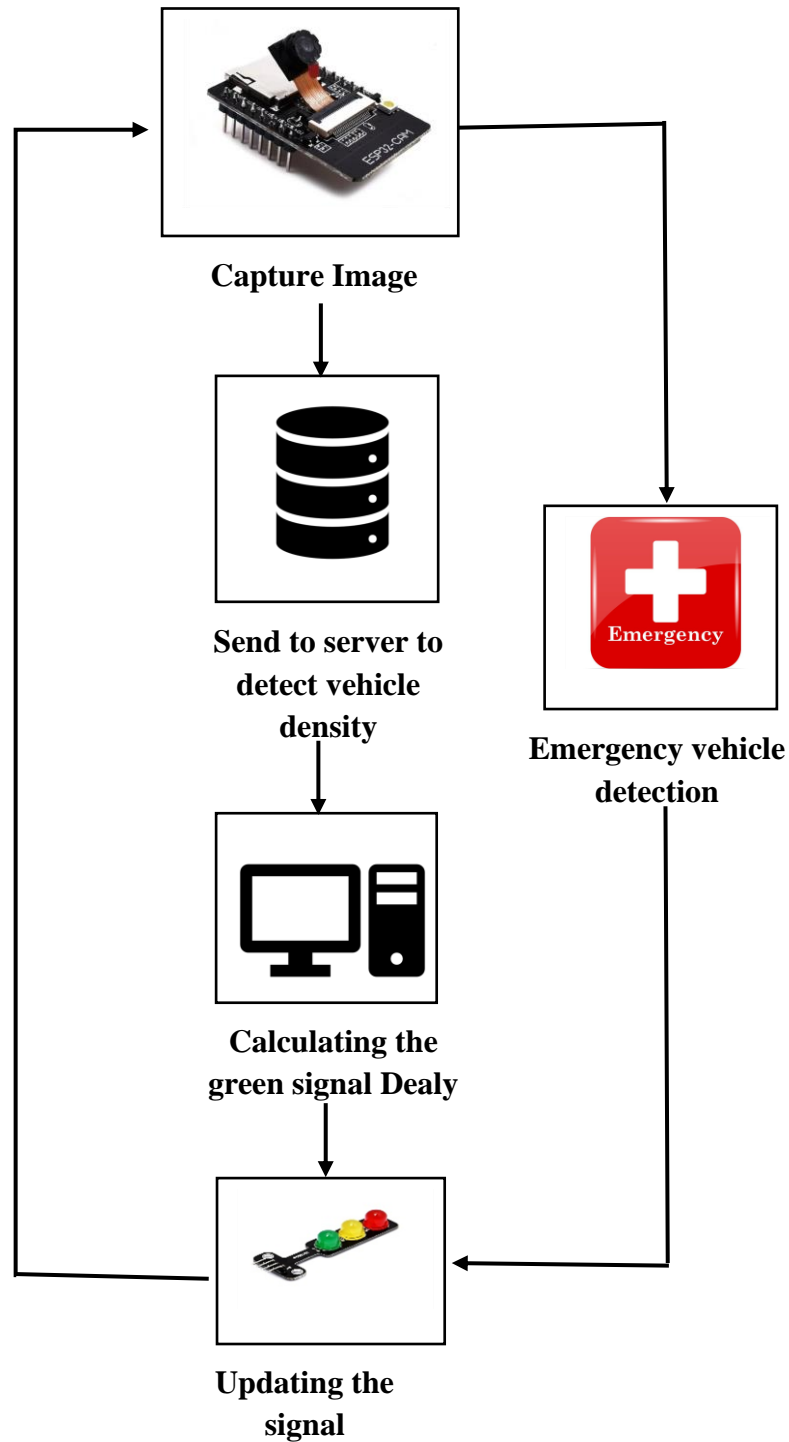 ESP32-CAM
Capture Image
Send to server to
detect vehicle
density
Emergency
Emergency vehicle
detection
Calculating the
green signal Dealy
Updating the
signal